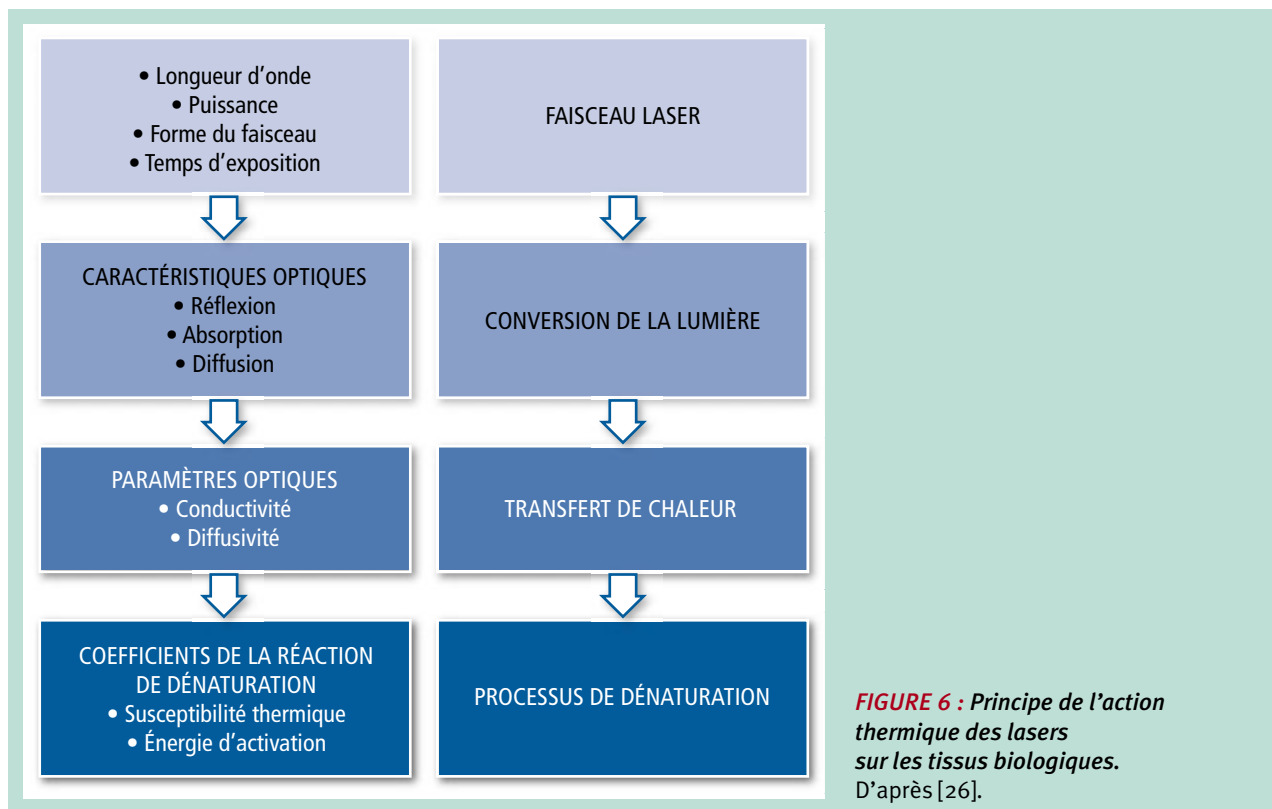 • Longueur d'onde
• Puissance
• Forme du faisceau
• Temps d'exposition
FAISCEAU LASER
CARACTÉRISTIQUES OPTIQUES
• Réflexion
• Absorption
• Diffusion
CONVERSION DE LA LUMIÈRE
PARAMÈTRES OPTIQUES
• Conductivité
• Diffusivité
TRANSFERT DE CHALEUR
COEFFICIENTS DE LA RÉACTION
DE DÉNATURATION
• Susceptibilité thermique
• Énergie d'activation
PROCESSUS DE DÉNATURATION
FIGURE 6 : Principe de l'action
thermique des lasers
sur les tissus biologiques.
D'après [26].